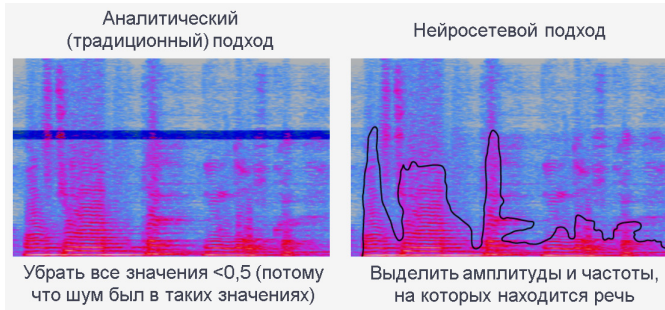 Аналитический
(традиционный) подход
Нейросетевой подход
Убрать все значения <0,5 (потому
что шум был в таких значениях)
Выделить амплитуды и частоты,
на которых находится речь